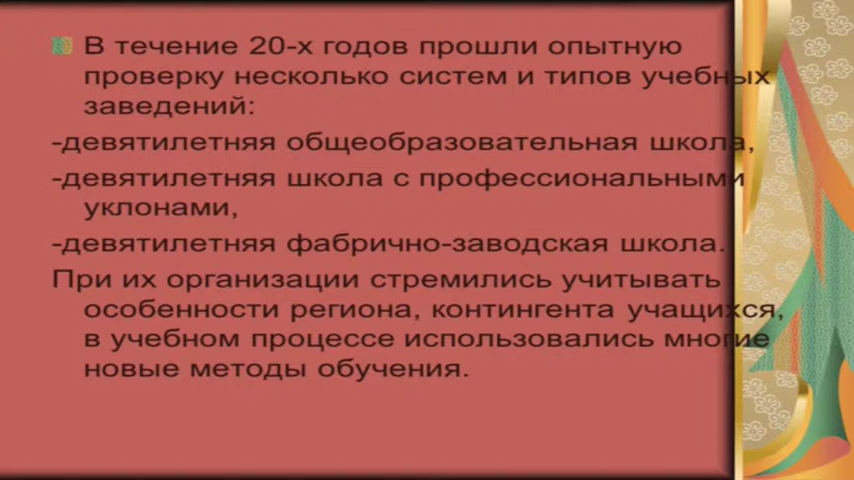 В течение 20-х годов прошли опытную
проверку несколько систем и типов учебных
заведений:
-девятилетняя общеобразовательная школа,
-девятилетняя школа с профессиональными
уклонами,
-девятилетняя фабрично-заводская школа.
При их организации стремились учитывать
особенности региона, контингента учащихся,
в учебном процессе использовались многие
новые методы обучения.